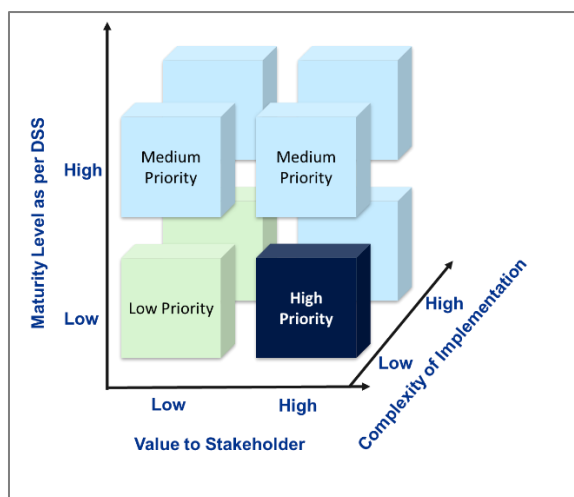 Maturity Level as per DSS
High
Low
Medium
Priority
Medium
Priority
Low Priority
High
Priority
Low
High
Value to Stakeholder
Low
High
Complexity of Implementation